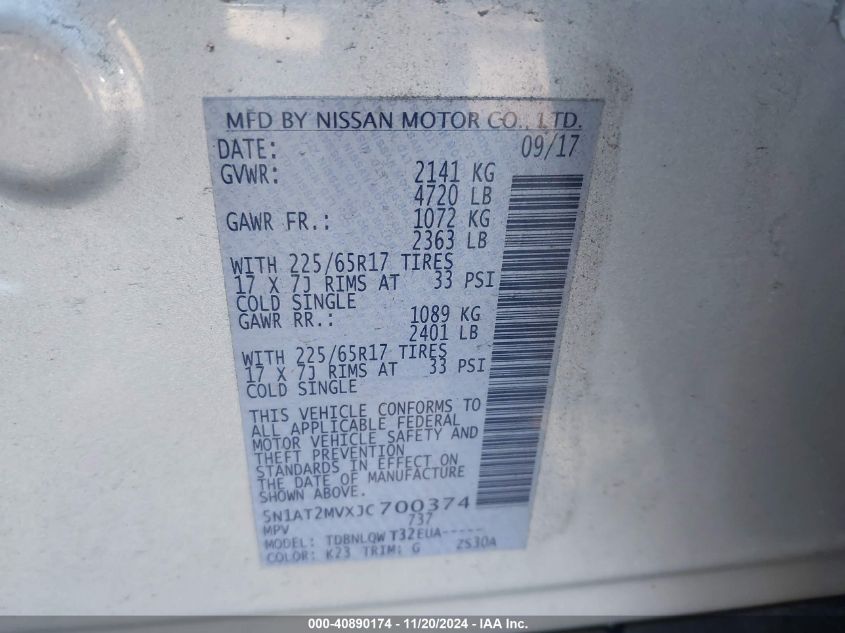 MFD BY NISSAN MOTOR CO., LTD.
DATE: 09/17
GVWR: 2141 KG
4720 LB
GAWR FR.: 1072 KG
2363 LB
WITH 225/65R17 TIRES
17 X 7J RIMS AT 33 PSI
COLD SINGLE
GAWR RR.: 1089 KG
2401 LB
WITH 225/65R17 TIRES
17 X 7J RIMS AT 33 PSI
COLD SINGLE
THIS VEHICLE CONFORMS TO
ALL APPLICABLE FEDERAL
MOTOR VEHICLE SAFETY AND
THEFT PREVENTION
STANDARDS IN EFFECT ON
THE DATE OF MANUFACTURE
SHOWN ABOVE.
5N1AT2MVXJC700374
MPV 737
MODEL: TDBNLQW T32EUA-----
COLOR: K23 TRIM: G ZS30A
000-40890174 - 11/20/2024 - IAA Inc.